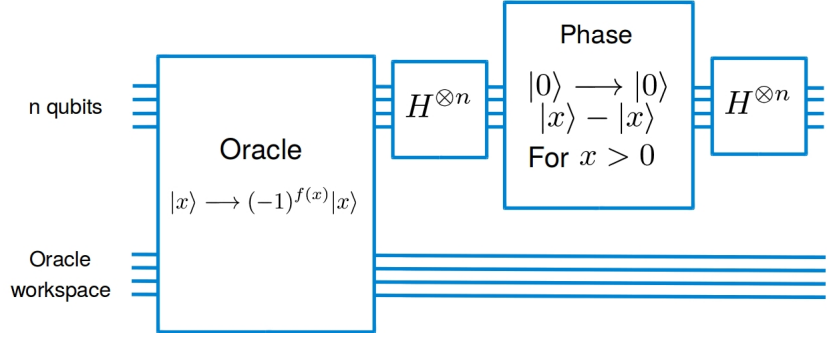 n qubits
Oracle
|x⟩ ⟶ (−1)^{f(x)}|x⟩
Oracle
workspace
H^{⊗n}
Phase
|0⟩ ⟶ |0⟩
|x⟩ − |x⟩
For x > 0
H^{⊗n}